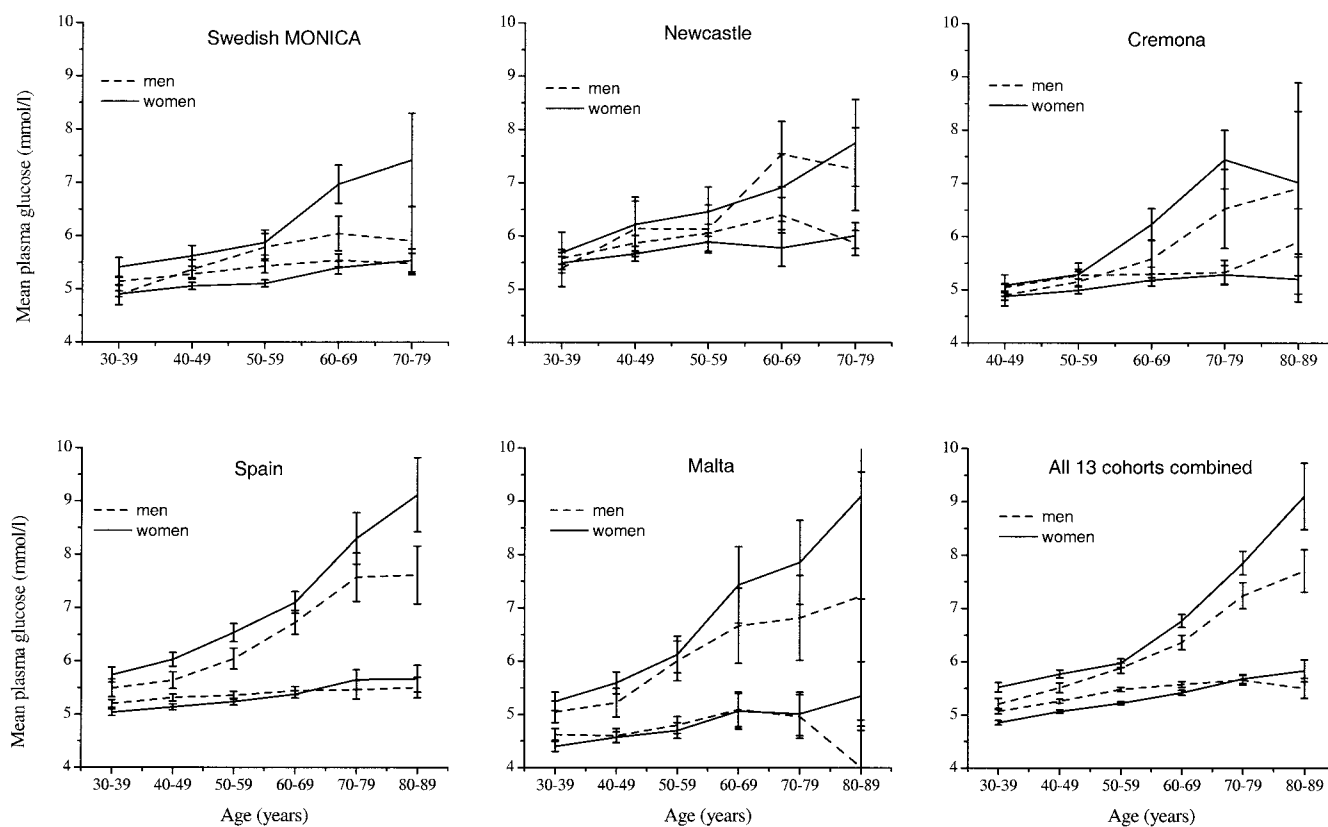 Swedish MONICA
men
women
Mean plasma glucose (mmol/l)
10
9
8
7
6
5
4
30-39 40-49 50-59 60-69 70-79
Newcastle
men
women
10
9
8
7
6
5
4
30-39 40-49 50-59 60-69 70-79
Cremona
men
women
10
9
8
7
6
5
4
40-49 50-59 60-69 70-79 80-89
Spain
men
women
Mean plasma glucose (mmol/l)
10
9
8
7
6
5
4
30-39 40-49 50-59 60-69 70-79 80-89
Age (years)
Malta
men
women
10
9
8
7
6
5
4
30-39 40-49 50-59 60-69 70-79 80-89
Age (years)
All 13 cohorts combined
men
women
10
9
8
7
6
5
4
30-39 40-49 50-59 60-69 70-79 80-89
Age (years)